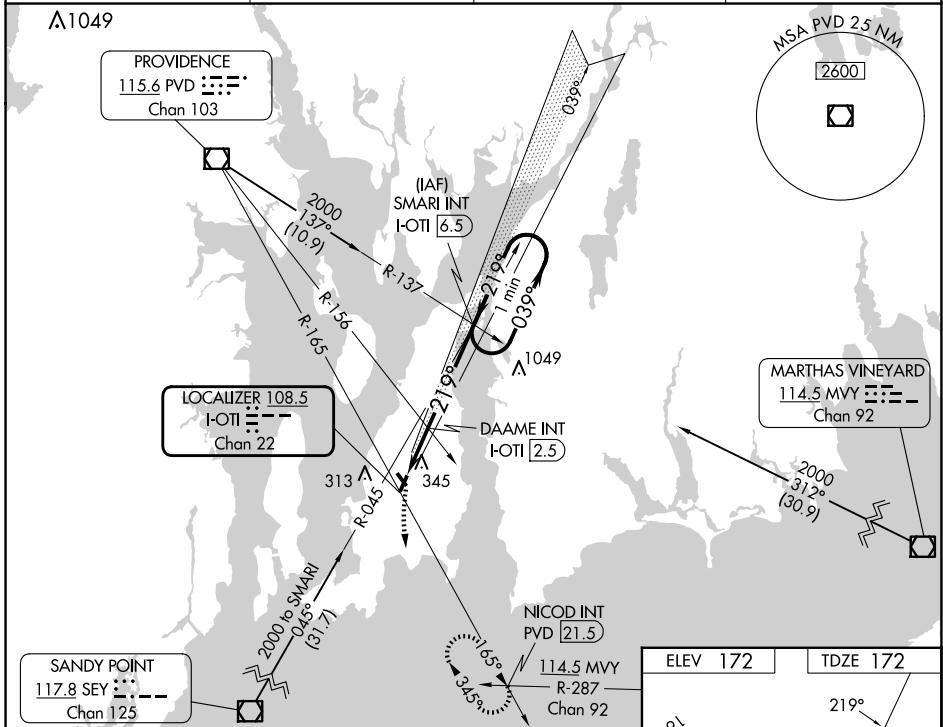 1049
PROVIDENCE
115.6 PVD
Chan 103
MSA PVD 25 NM
2600
039°
(IAF)
SMARI INT
I-OTI 6.5
2000
137°
(10.9)
R-137
R-156
R-165
219°
1 min
039°
219°
1049
LOCALIZER 108.5
I-OTI
Chan 22
DAAME INT
I-OTI 2.5
MARTHAS VINEYARD
114.5 MVY
Chan 92
313
345
R-045
2000
312°
(30.9)
2000 to SMARI
045°
(31.7)
NICOD INT
PVD 21.5
165°
345°
114.5 MVY
R-287
Chan 92
SANDY POINT
117.8 SEY
Chan 125
ELEV 172
TDZE 172
219°
91